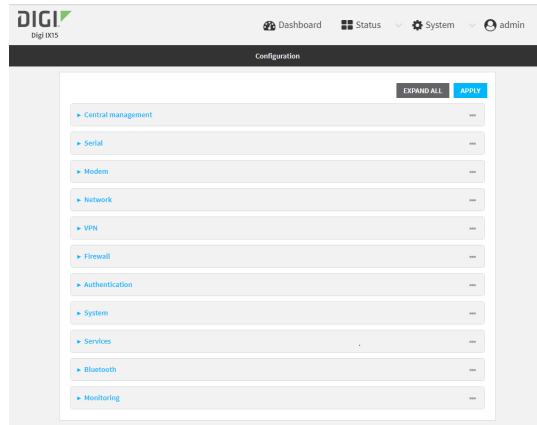 DIGI
Digi IX15
Dashboard Status System admin
Configuration
EXPAND ALL APPLY
Central management
Serial
Modem
Network
VPN
Firewall
Authentication
System
Services
Bluetooth
Monitoring